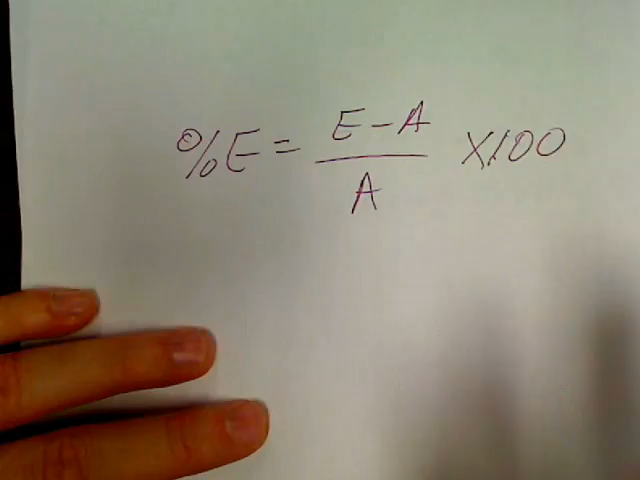 %E = E-A/A X100